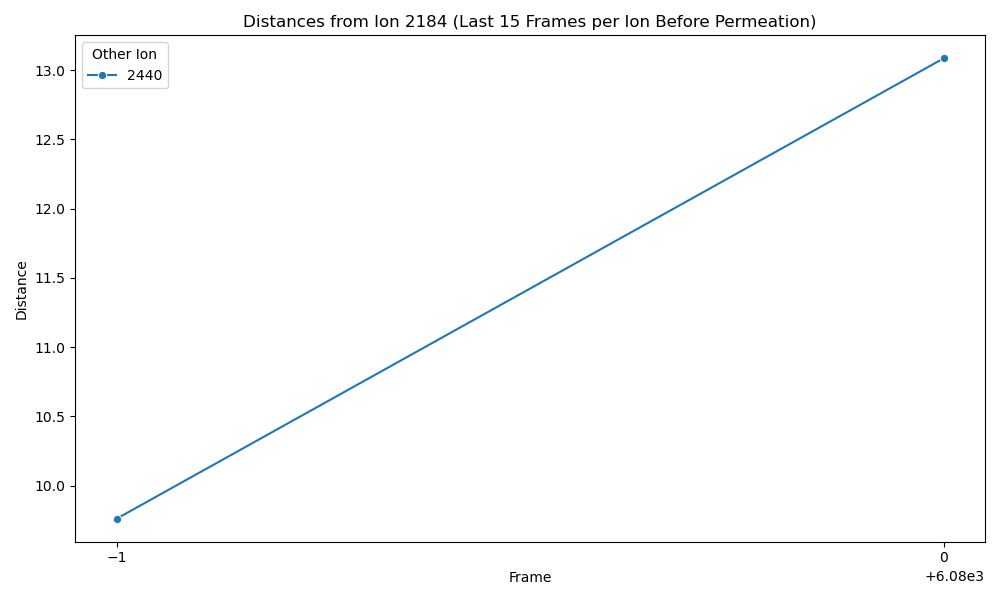 Distances from Ion 2184 (Last 15 Frames per Ion Before Permeation)
Other Ion
2440
13.0
12.5
12.0
11.5
11.0
10.5
10.0
Distance
−1
0
Frame
+6.08e3